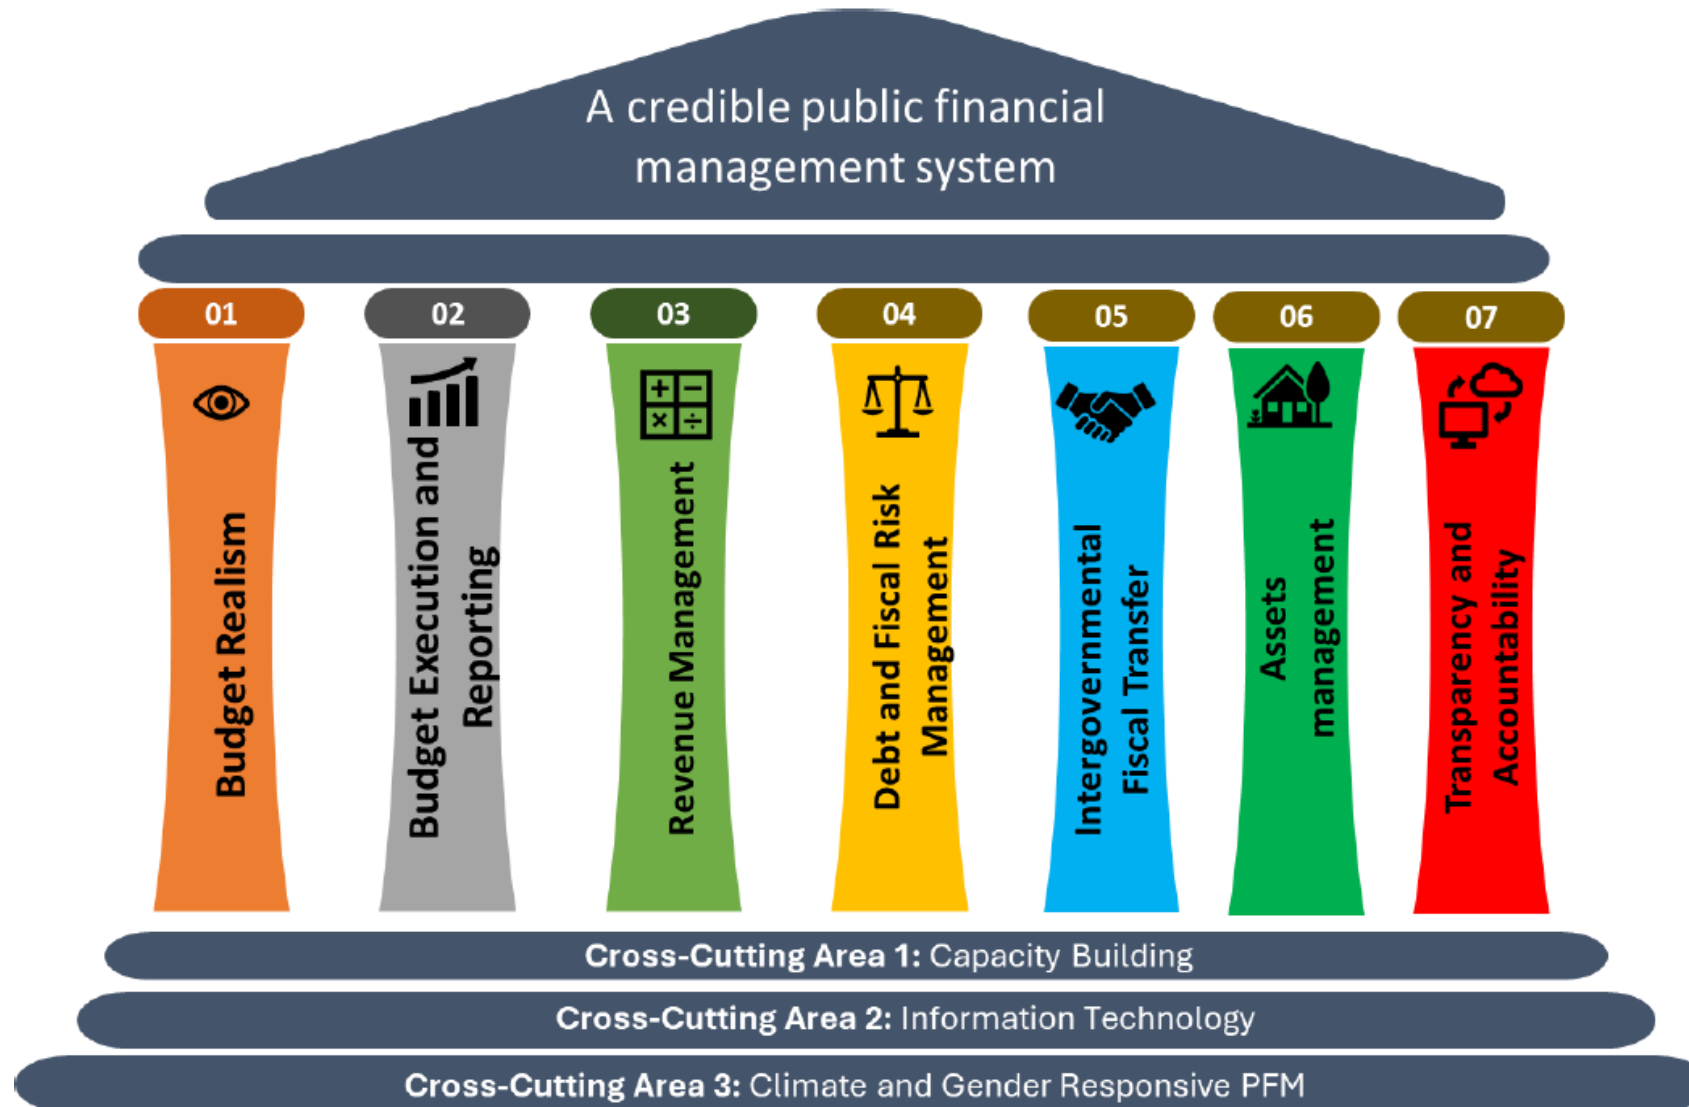 A credible public financial
management system
01
02
03
04
05
06
07
Budget Realism
Budget Execution and
Reporting
Revenue Management
Debt and Fiscal Risk
Management
Intergovernmental
Fiscal Transfer
Assets
management
Transparency and
Accountability
Cross-Cutting Area 1: Capacity Building
Cross-Cutting Area 2: Information Technology
Cross-Cutting Area 3: Climate and Gender Responsive PFM